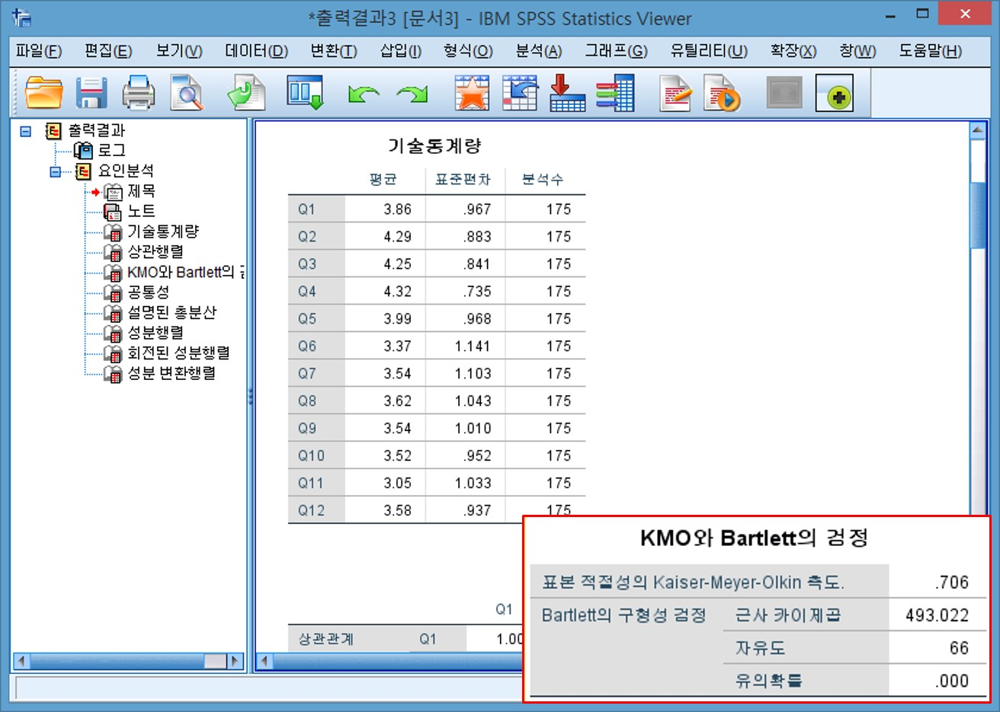 *출력결과3 [문서3] - IBM SPSS Statistics Viewer
파일(F) 편집(E) 보기(V) 데이터(D) 변환(T) 삽입(I) 형식(O) 분석(A) 그래프(G) 유틸리티(U) 확장(X) 창(W) 도움말(H)
출력결과
로그
요인분석
제목
노트
기술통계량
상관행렬
KMO와 Bartlett의
공통성
설명된 총분산
성분행렬
회전된 성분행렬
성분 변환행렬
기술통계량
평균 표준편차 분석수
Q1 3.86 .967 175
Q2 4.29 .883 175
Q3 4.25 .841 175
Q4 4.32 .735 175
Q5 3.99 .968 175
Q6 3.37 1.141 175
Q7 3.54 1.103 175
Q8 3.62 1.043 175
Q9 3.54 1.010 175
Q10 3.52 .952 175
Q11 3.05 1.033 175
Q12 3.58 .937 175
Q1
상관관계 Q1 1.00
KMO와 Bartlett의 검정
표본 적절성의 Kaiser-Meyer-Olkin 측도. .706
Bartlett의 구형성 검정 근사 카이제곱 493.022
자유도 66
유의확률 .000